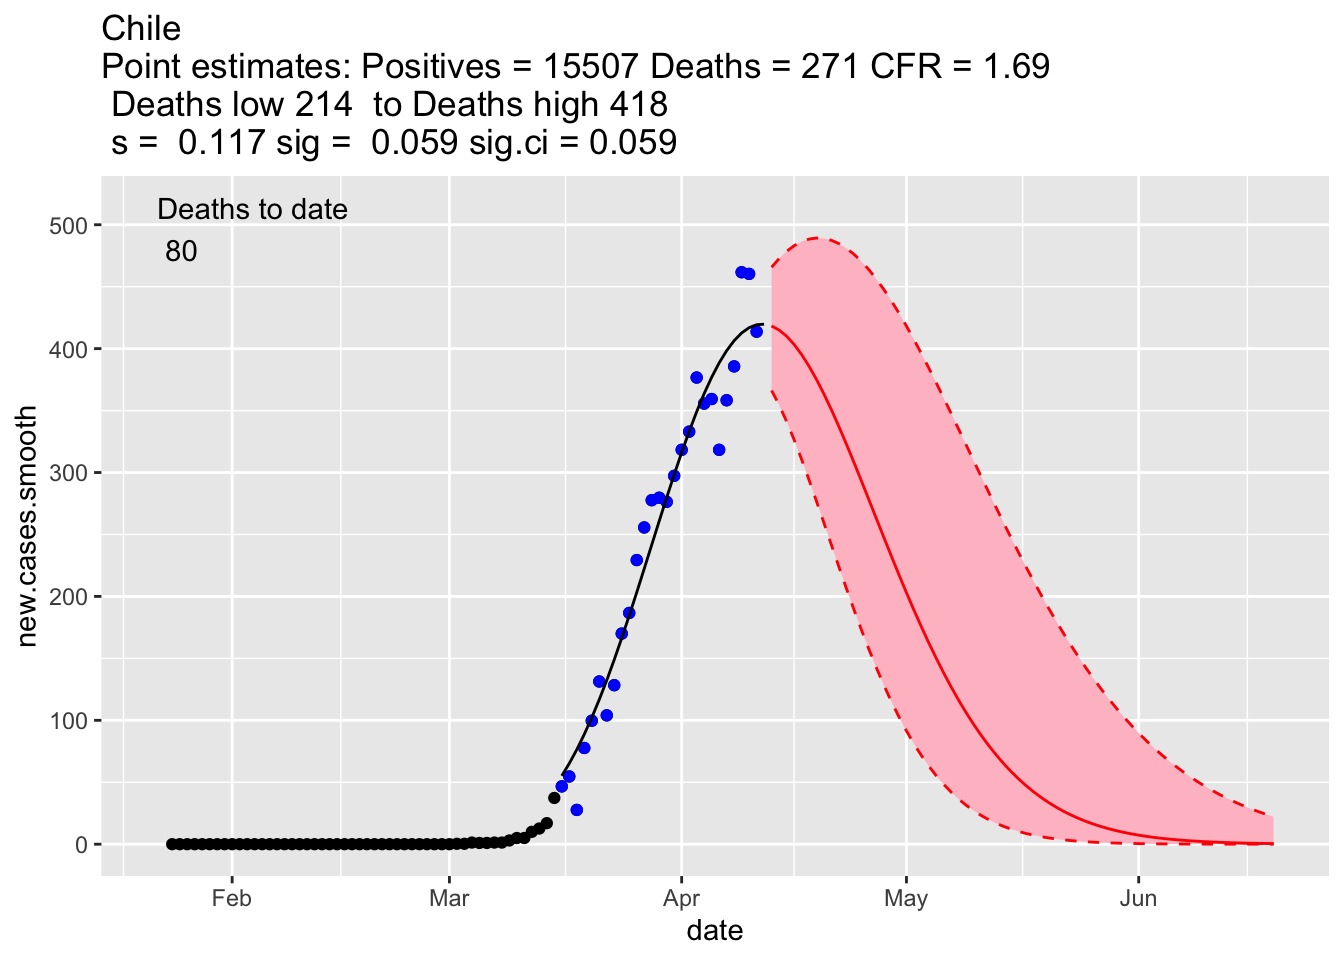 Chile
Point estimates: Positives = 15507 Deaths = 271 CFR = 1.69
Deaths low 214  to Deaths high 418
s =  0.117 sig =  0.059 sig.ci = 0.059
Deaths to date
80
500
400
300
200
100
0
new.cases.smooth
Feb Mar Apr May Jun
date